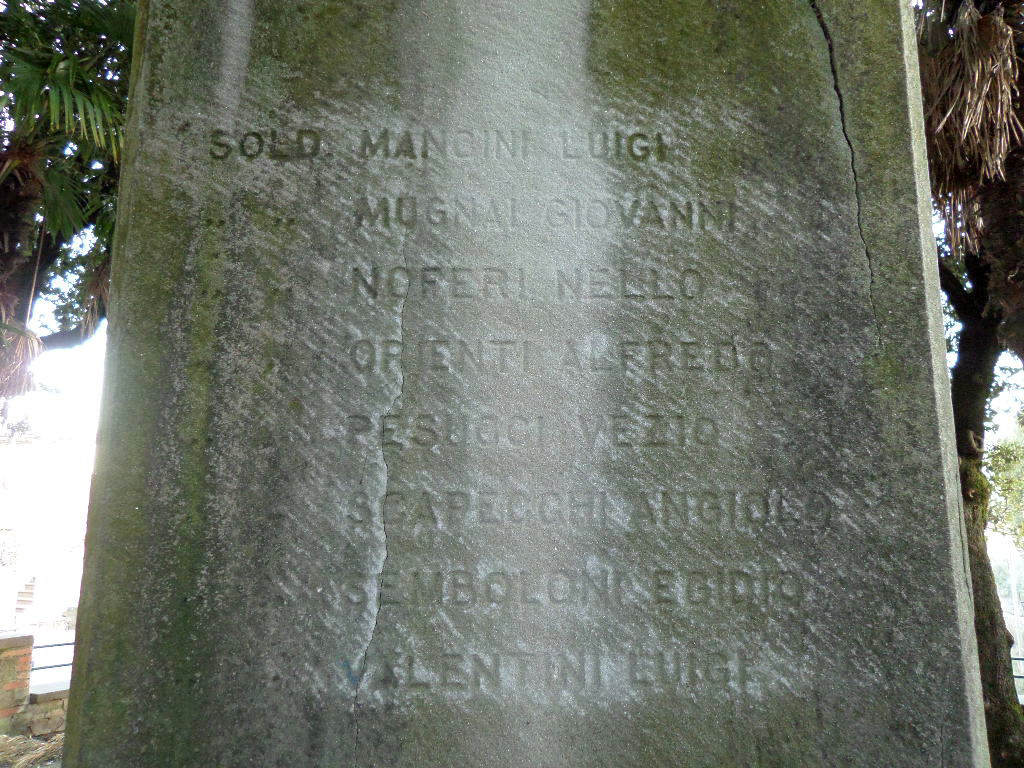 SOLD. MANCINI LUIGI
.. .. MUGNAI GIOVANNI
.. .. NOFERI NELLO
.. .. ORIENTI ALFREDO
.. .. PESUCCI VEZIO
.. .. SCAPECCHI ANGIOLO
.. .. SEMBOLONI EGIDIO
.. .. VALENTINI LUIGI